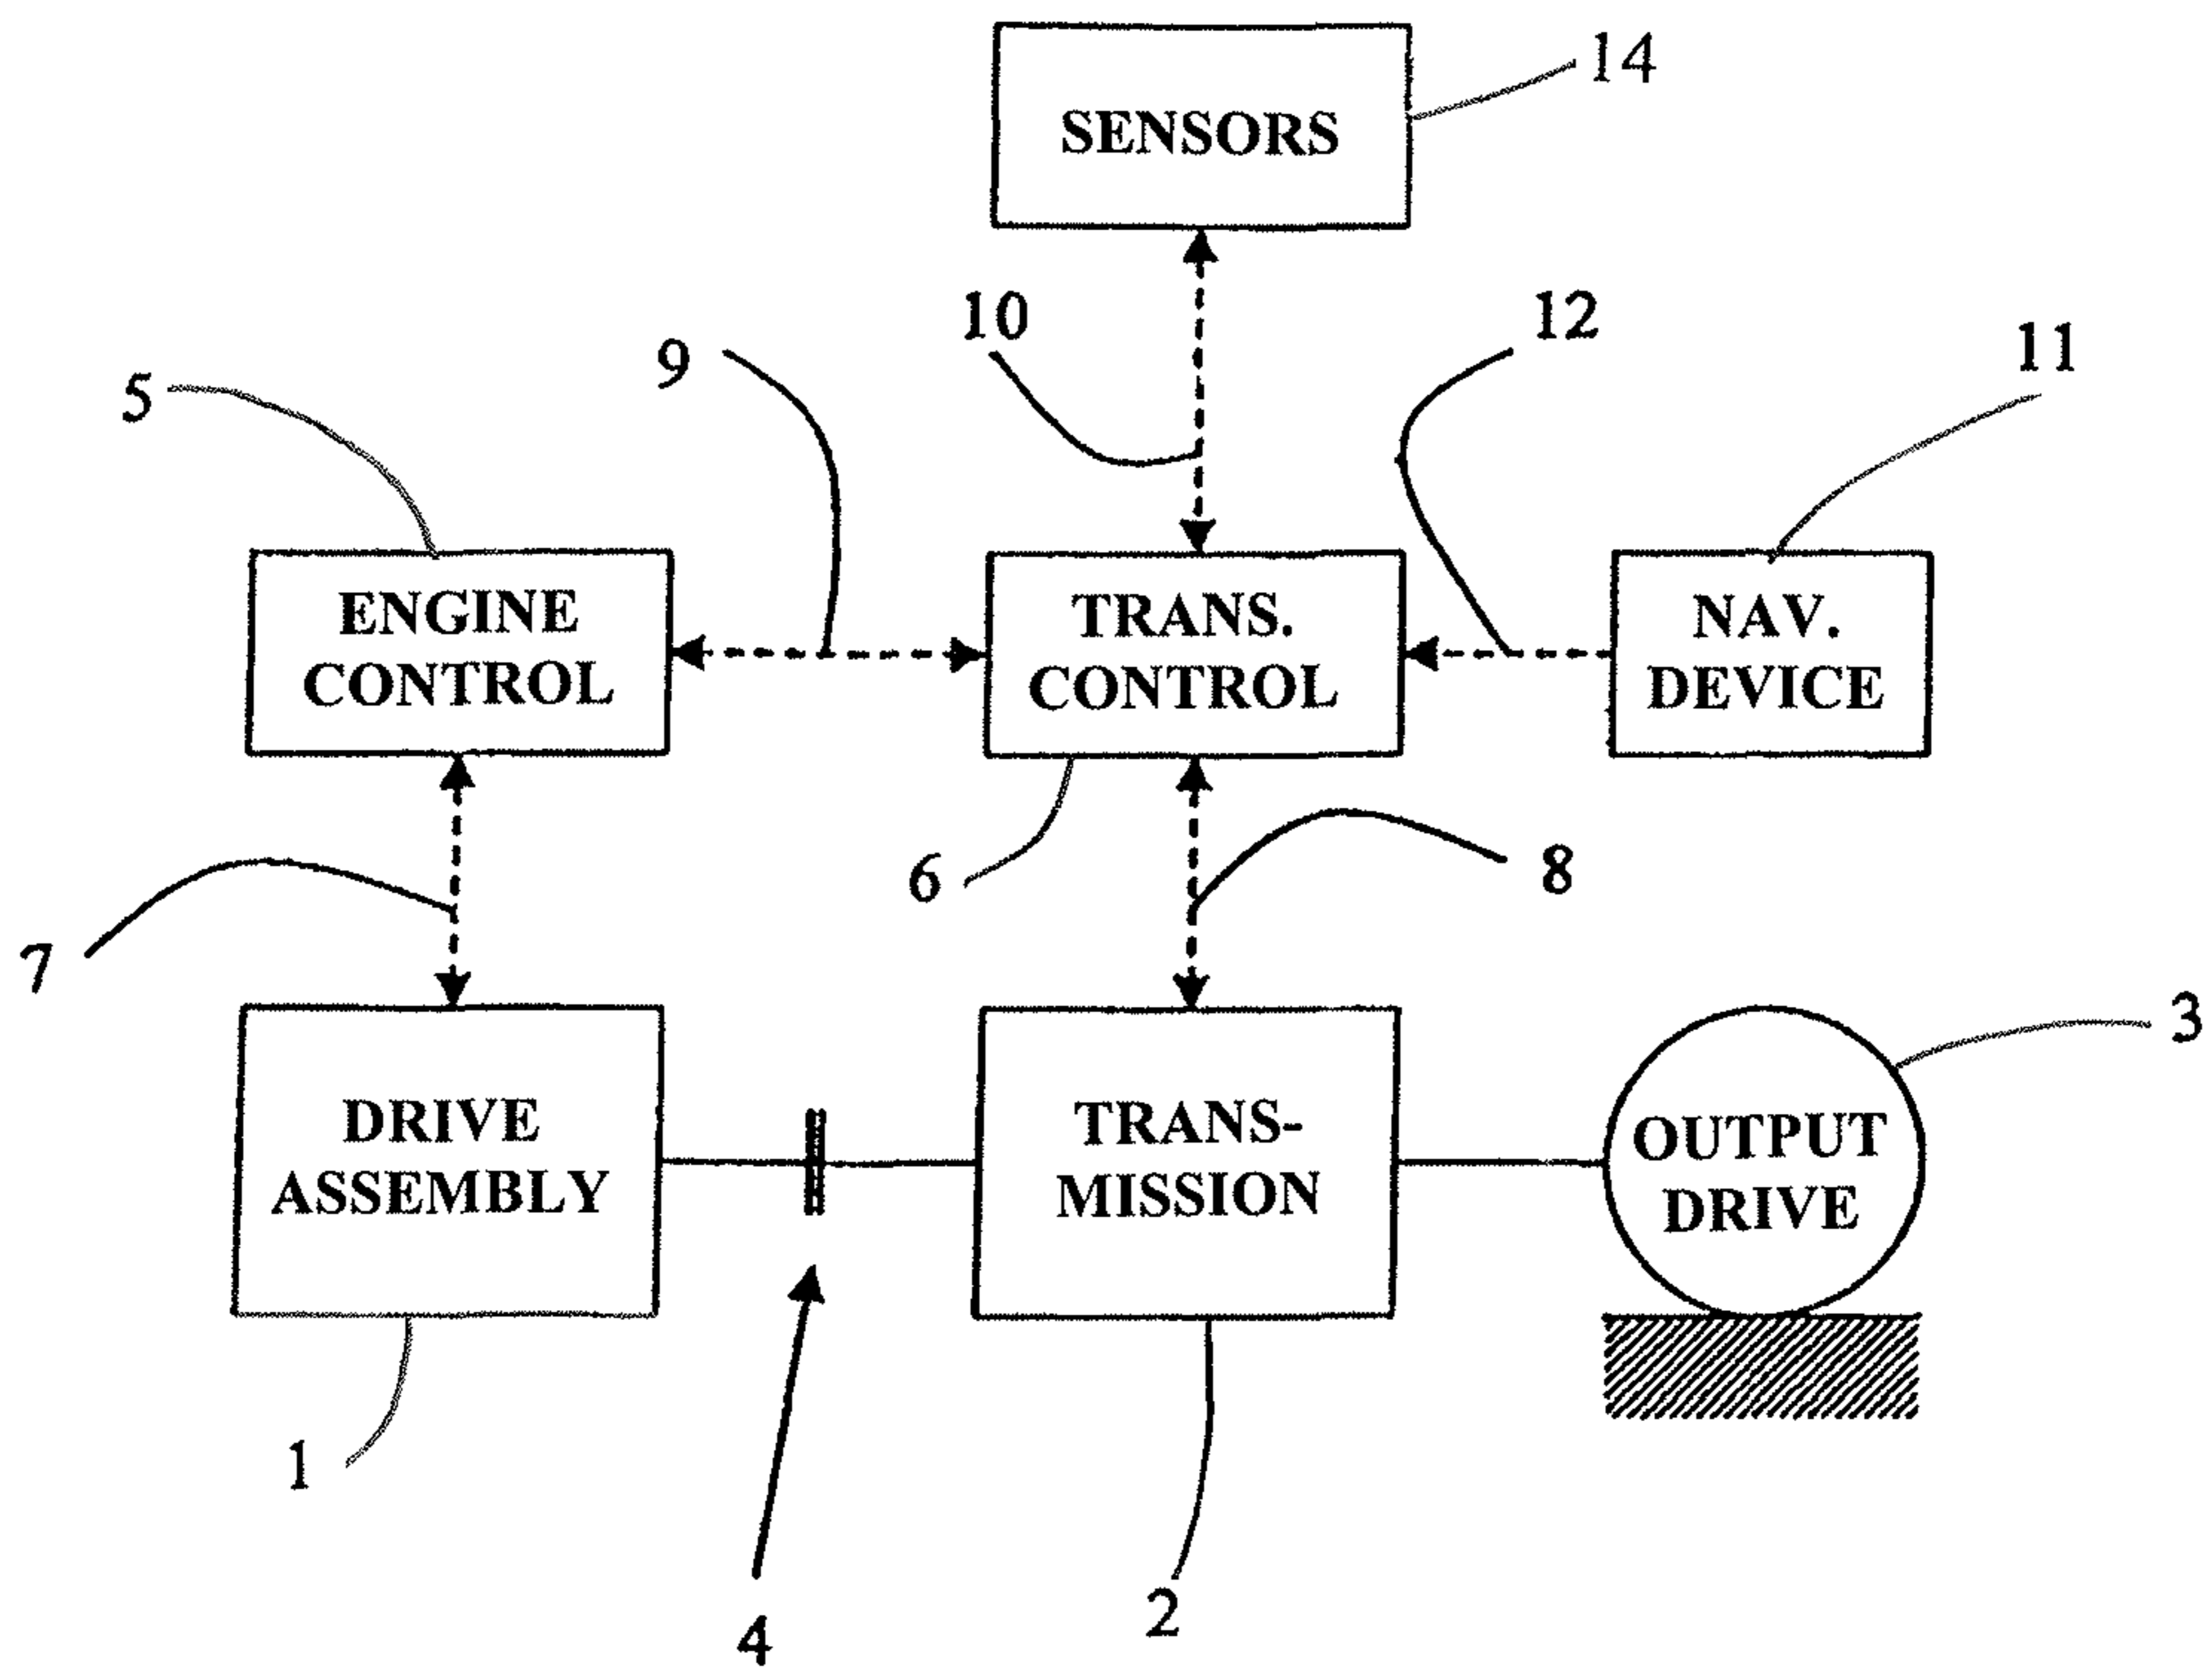 14
SENSORS
10
12
9
11
5
ENGINE
CONTROL
TRANS.
CONTROL
NAV.
DEVICE
6
8
7
3
DRIVE
ASSEMBLY
TRANS-
MISSION
OUTPUT
DRIVE
1
2
4